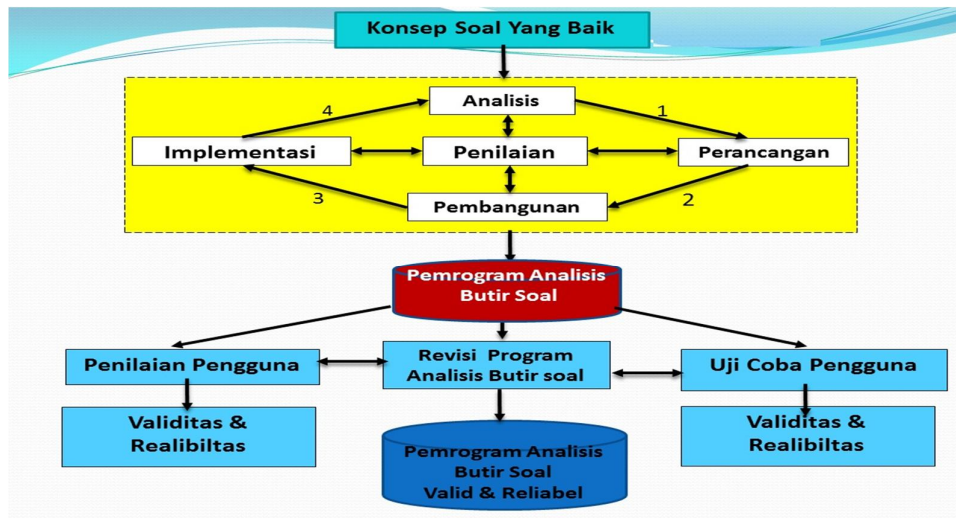 Konsep Soal Yang Baik
Analisis
4
1
Implementasi
Penilaian
Perancangan
3
2
Pembangunan
Pemrogram Analisis
Butir Soal
Penilaian Pengguna
Revisi Program
Analisis Butir soal
Uji Coba Pengguna
Validitas &
Realibiltas
Pemrogram Analisis
Butir Soal
Valid & Reliabel
Validitas &
Realibiltas